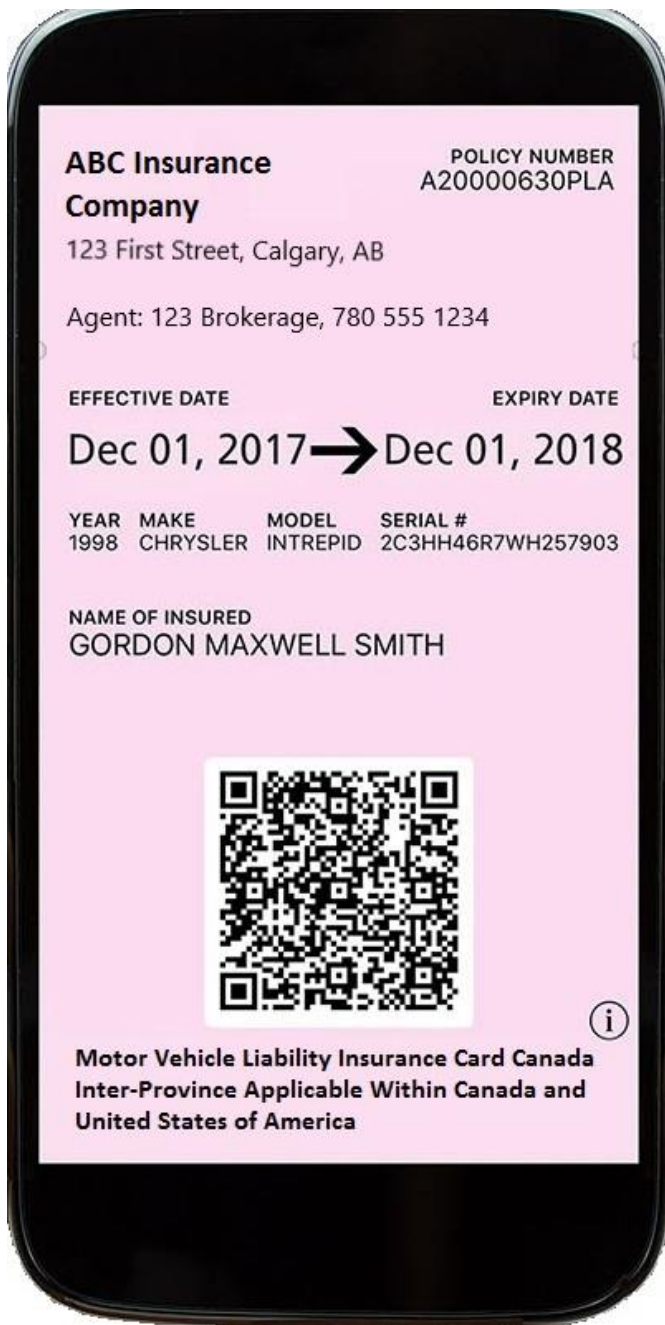 ABC Insurance
Company
POLICY NUMBER
A20000630PLA
123 First Street, Calgary, AB
Agent: 123 Brokerage, 780 555 1234
EFFECTIVE DATE EXPIRY DATE
Dec 01, 2017 → Dec 01, 2018
YEAR MAKE MODEL SERIAL #
1998 CHRYSLER INTREPID 2C3HH46R7WH257903
NAME OF INSURED
GORDON MAXWELL SMITH
i
Motor Vehicle Liability Insurance Card Canada
Inter-Province Applicable Within Canada and
United States of America